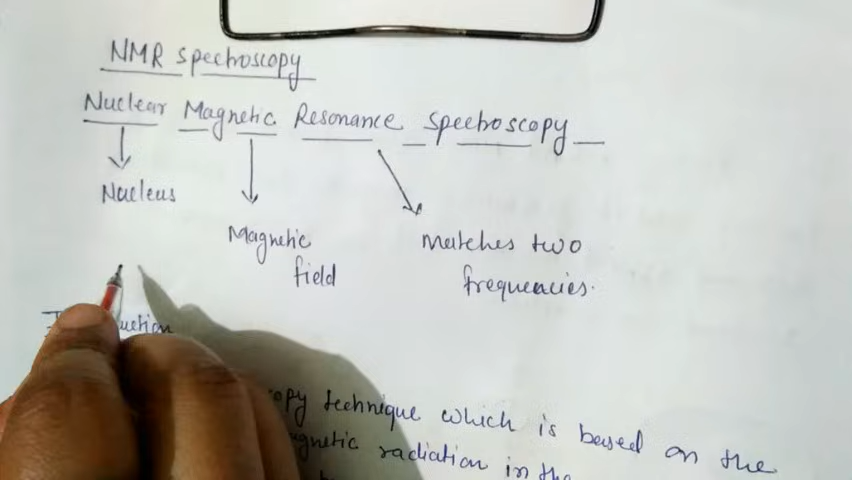 NMR spectroscopy
Nuclear Magnetic Resonance spectroscopy
Nucleus
Magnetic field
Matches two frequencies.
technique which is based on the
radiation in the